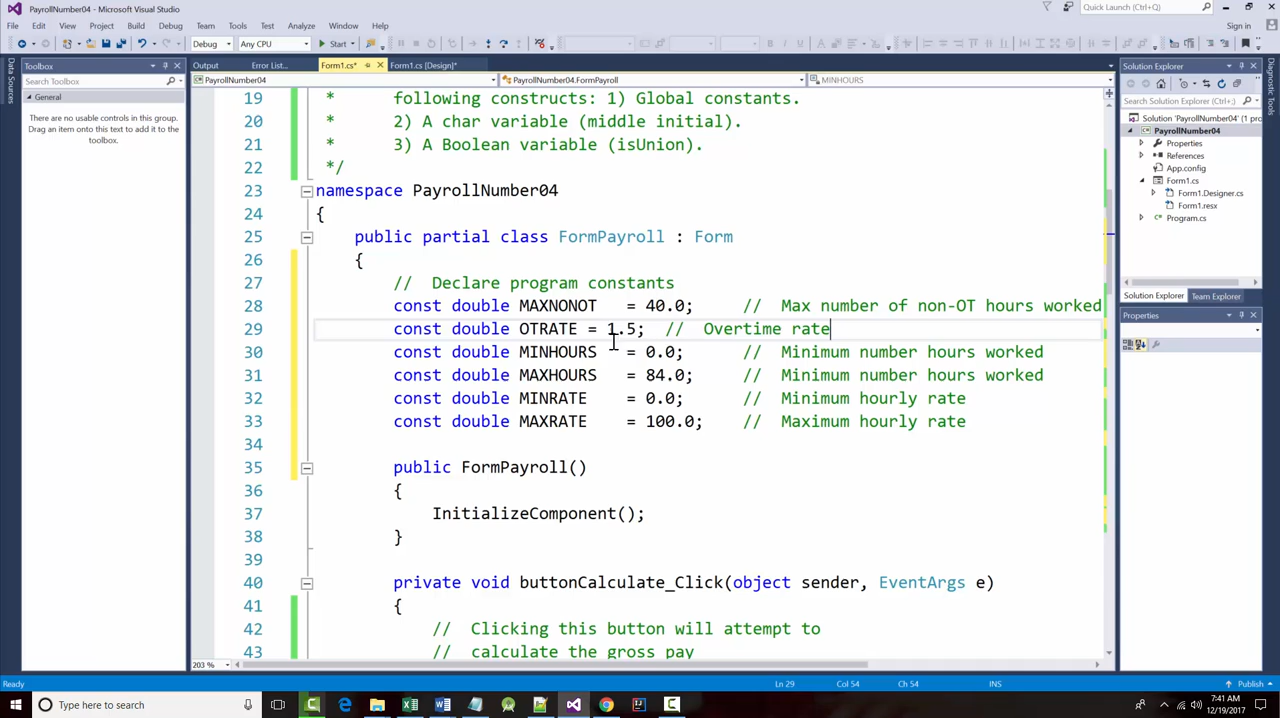 PayrollNumber04 - Microsoft Visual Studio
Quick Launch (Ctrl+Q)
File Edit View Project Build Debug Team Tools Test Analyze Window Help
Sign in
Debug Any CPU Start
Data Sources
Toolbox
Search Toolbox
General
There are no usable controls in this group.
Drag an item onto this text to add it to the
toolbox.
Output Error List... Form1.cs* Form1.cs [Design]*
PayrollNumber04 PayrollNumber04.FormPayroll MINHOURS
19 * following constructs: 1) Global constants.
20 * 2) A char variable (middle initial).
21 * 3) A Boolean variable (isUnion).
22 */
23 namespace PayrollNumber04
24 {
25 public partial class FormPayroll : Form
26 {
27 // Declare program constants
28 const double MAXNONOT = 40.0; // Max number of non-OT hours worked
29 const double OTRATE = 1.5; // Overtime rate
30 const double MINHOURS = 0.0; // Minimum number hours worked
31 const double MAXHOURS = 84.0; // Minimum number hours worked
32 const double MINRATE = 0.0; // Minimum hourly rate
33 const double MAXRATE = 100.0; // Maximum hourly rate
34
35 public FormPayroll()
36 {
37 InitializeComponent();
38 }
39
40 private void buttonCalculate_Click(object sender, EventArgs e)
41 {
42 // Clicking this button will attempt to
43 // calculate the gross pay
203 %
Solution Explorer
Search Solution Explorer (Ctrl+;)
Solution 'PayrollNumber04' (1 pro
PayrollNumber04
Properties
References
App.config
Form1.cs
Form1.Designer.cs
Form1.resx
Program.cs
Solution Explorer Team Explorer
Properties
Diagnostic Tools
Ready Ln 29 Col 54 Ch 54 INS Publish
Type here to search
7:41 AM
12/19/2017